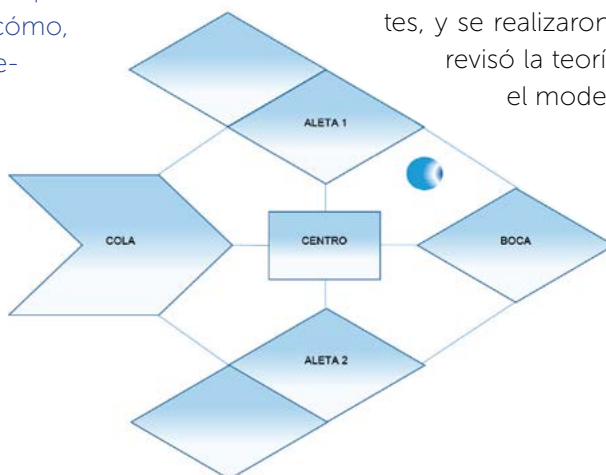 cómo,
e-
tes, y se realizaron
revisó la teorí
el mode
ALETA 1
COLA
CENTRO
BOCA
ALETA 2